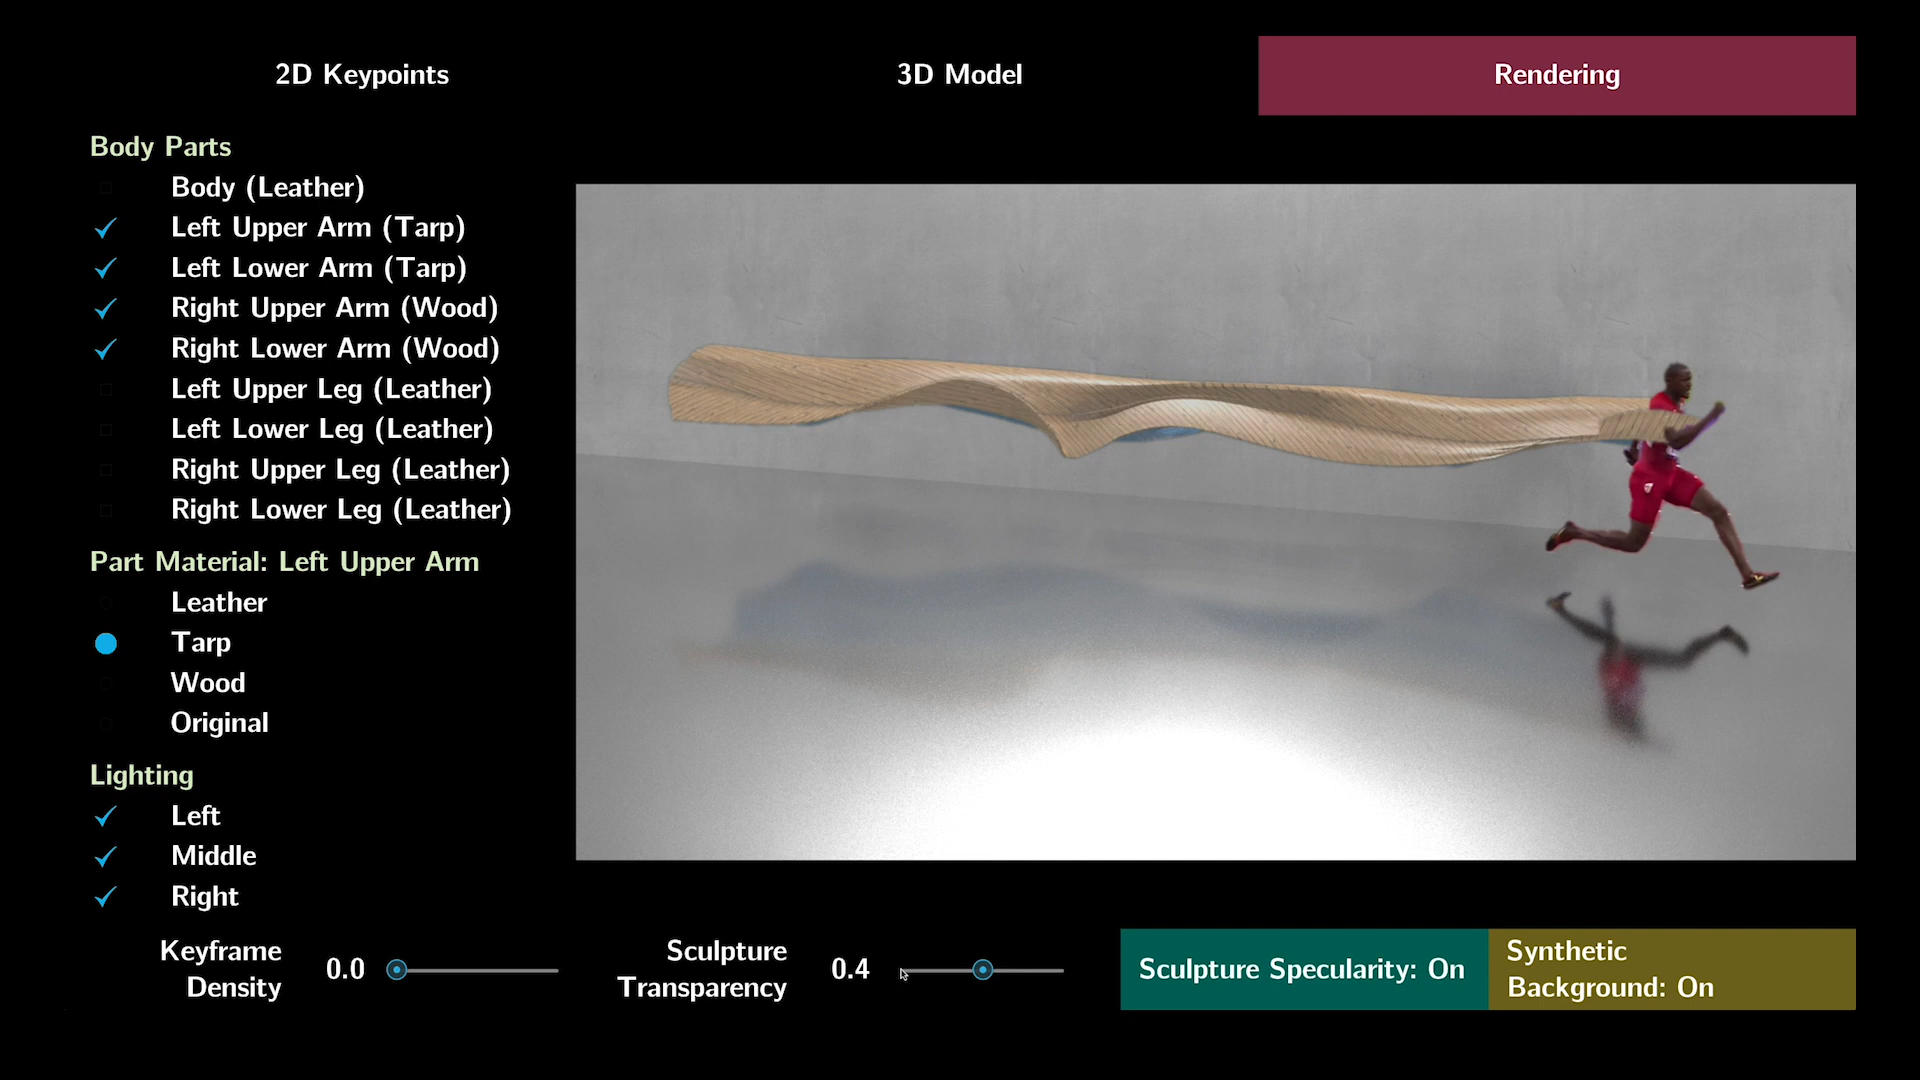 2D Keypoints
3D Model
Rendering
Body Parts
Body (Leather)
Left Upper Arm (Tarp)
Left Lower Arm (Tarp)
Right Upper Arm (Wood)
Right Lower Arm (Wood)
Left Upper Leg (Leather)
Left Lower Leg (Leather)
Right Upper Leg (Leather)
Right Lower Leg (Leather)
Part Material: Left Upper Arm
Leather
Tarp
Wood
Original
Lighting
Left
Middle
Right
Keyframe
Density
0.0
Sculpture
Transparency
0.4
Sculpture Specularity: On
Synthetic
Background: On